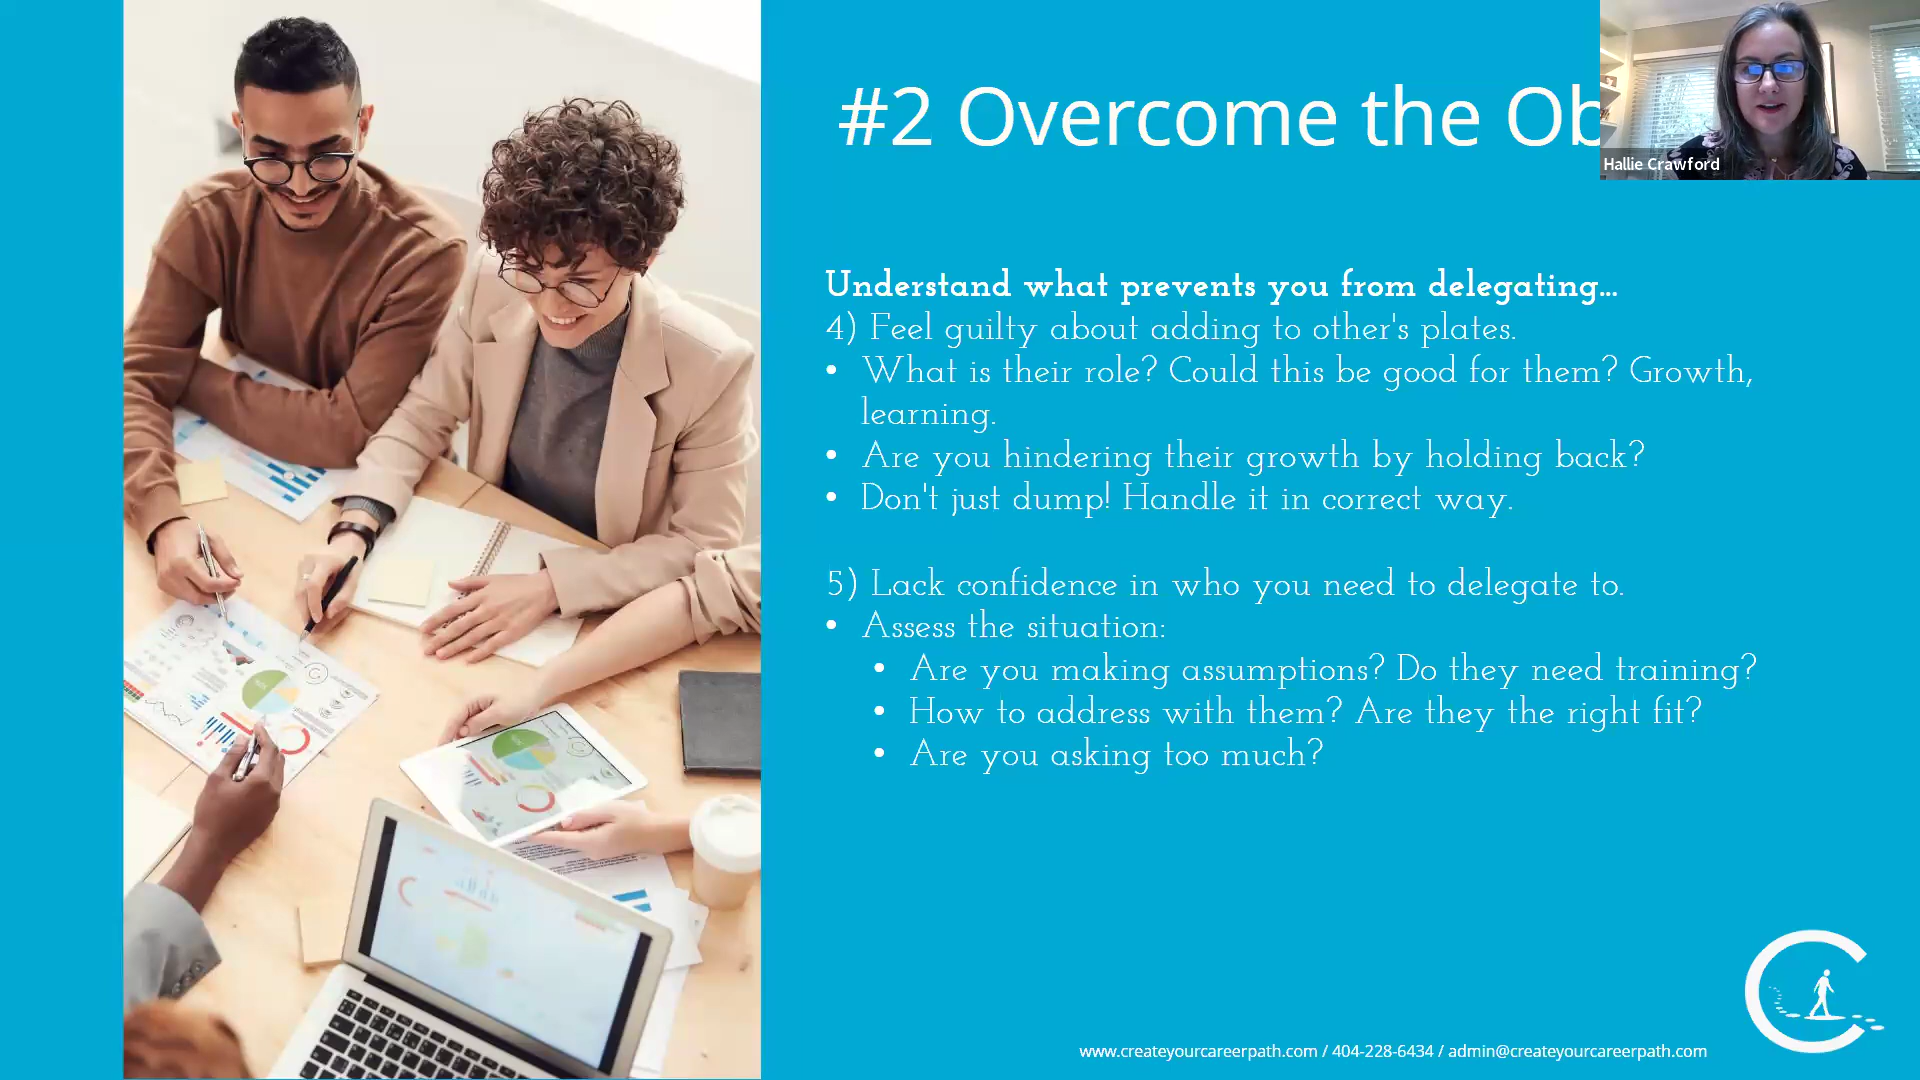 #2 Overcome the Ob
Hallie Crawford
Understand what prevents you from delegating...
4) Feel guilty about adding to other's plates.
• What is their role? Could this be good for them? Growth,
learning.
• Are you hindering their growth by holding back?
• Don't just dump! Handle it in correct way.
5) Lack confidence in who you need to delegate to.
• Assess the situation:
• Are you making assumptions? Do they need training?
• How to address with them? Are they the right fit?
• Are you asking too much?
www.createyourcareerpath.com / 404-228-6434 / admin@createyourcareerpath.com